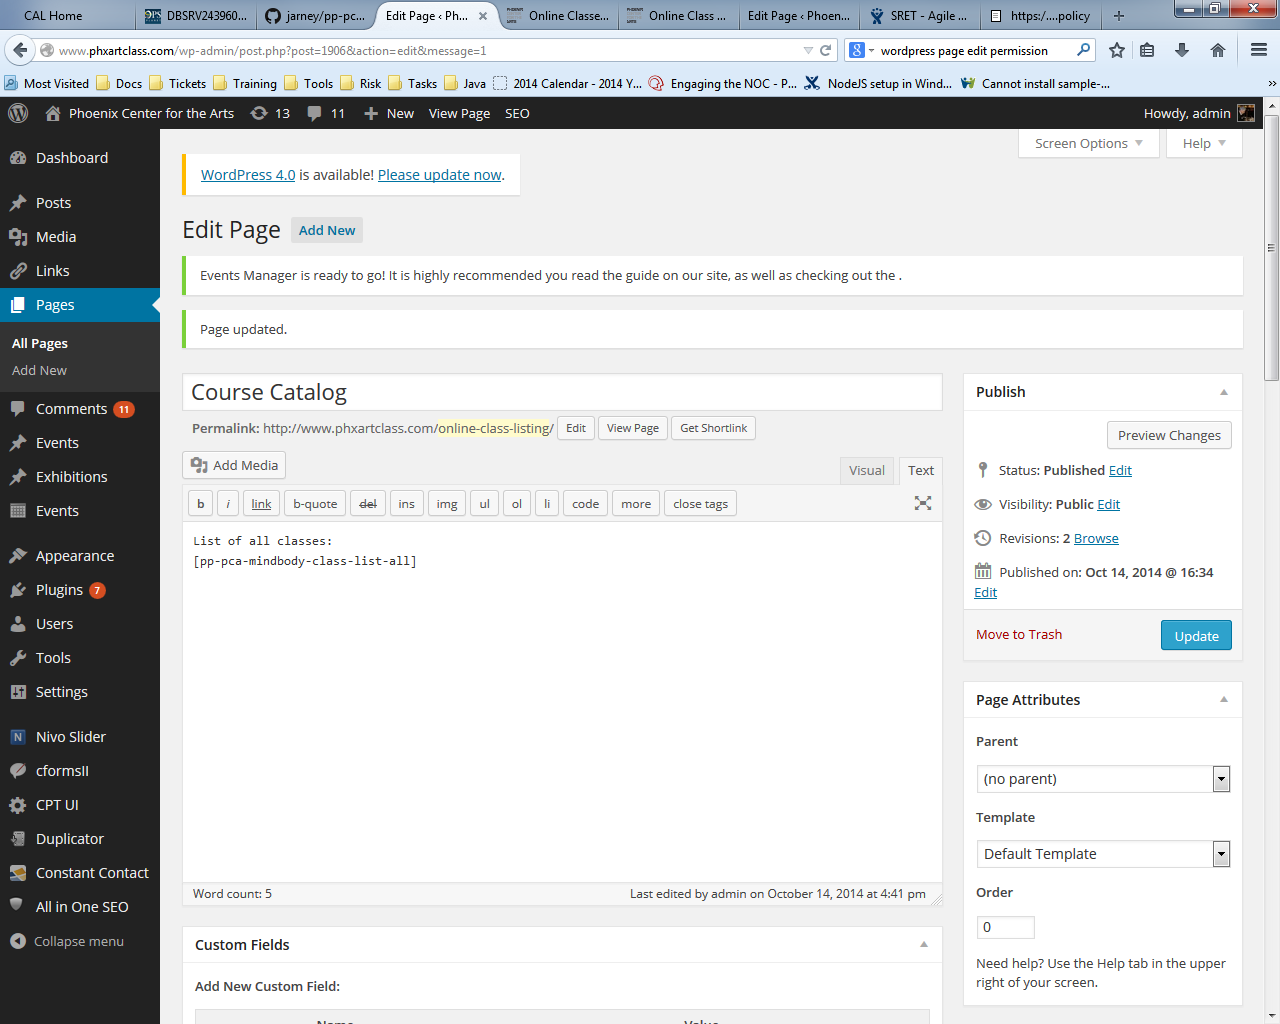 CAL Home
DBSRV243960...
jarney/pp-pc...
Edit Page ‹ Ph...
Online Classe...
Online Class ...
Edit Page ‹ Phoen...
SRET - Agile ...
https:/....policy
www.phxartclass.com/wp-admin/post.php?post=1906&action=edit&message=1
wordpress page edit permission
Most Visited
Docs
Tickets
Training
Tools
Risk
Tasks
Java
2014 Calendar - 2014 Y...
Engaging the NOC - P...
NodeJS setup in Wind...
Cannot install sample-...
Phoenix Center for the Arts
13
11
New
View Page
SEO
Howdy, admin
Dashboard
Posts
Media
Links
Pages
All Pages
Add New
Comments 11
Events
Exhibitions
Events
Appearance
Plugins 7
Users
Tools
Settings
Nivo Slider
cformsII
CPT UI
Duplicator
Constant Contact
All in One SEO
Collapse menu
Screen Options
Help
WordPress 4.0 is available! Please update now.
Edit Page
Add New
Events Manager is ready to go! It is highly recommended you read the guide on our site, as well as checking out the .
Page updated.
Course Catalog
Permalink: http://www.phxartclass.com/online-class-listing/
Edit
View Page
Get Shortlink
Add Media
Visual
Text
b
i
link
b-quote
del
ins
img
ul
ol
li
code
more
close tags
List of all classes:
[pp-pca-mindbody-class-list-all]
Word count: 5
Last edited by admin on October 14, 2014 at 4:41 pm
Custom Fields
Add New Custom Field:
Name
Value
Publish
Preview Changes
Status: Published Edit
Visibility: Public Edit
Revisions: 2 Browse
Published on: Oct 14, 2014 @ 16:34
Edit
Move to Trash
Update
Page Attributes
Parent
(no parent)
Template
Default Template
Order
0
Need help? Use the Help tab in the upper
right of your screen.